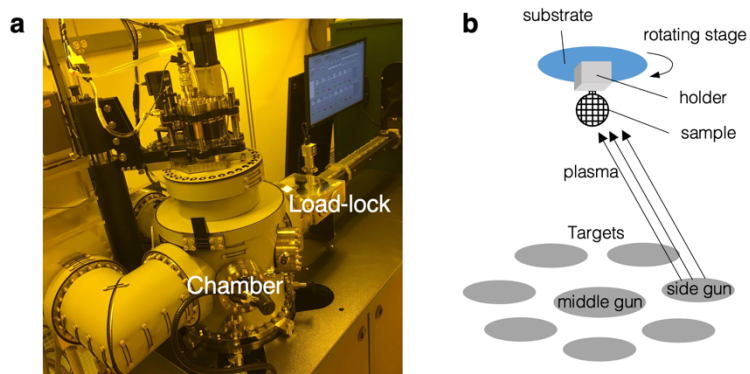 a
Load-lock
Chamber
b
substrate
rotating stage
holder
sample
plasma
Targets
side gun
middle gun